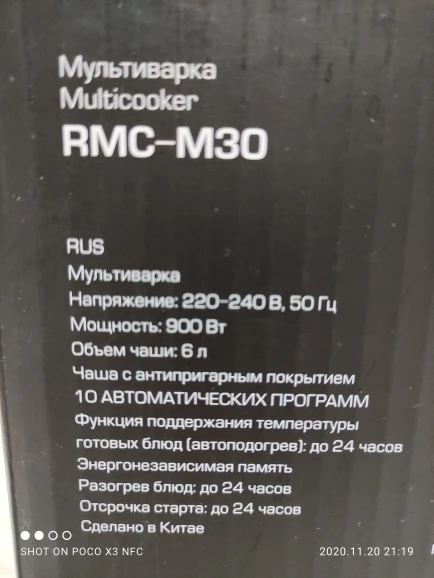 Мультиварка
Multicooker
RMC-M30
RUS
Мультиварка
Напряжение: 220-240 В, 50 Гц
Мощность: 900 Вт
Объем чаши: 6 л
Чаша с антипригарным покрытием
10 АВТОМАТИЧЕСКИХ ПРОГРАММ
Функция поддержания температуры
готовых блюд (автоподогрев): до 24 часов
Энергонезависимая память
Разогрев блюд: до 24 часов
Отсрочка старта: до 24 часов
Сделано в Китае
SHOT ON POCO X3 NFC
2020.11.20 21:19